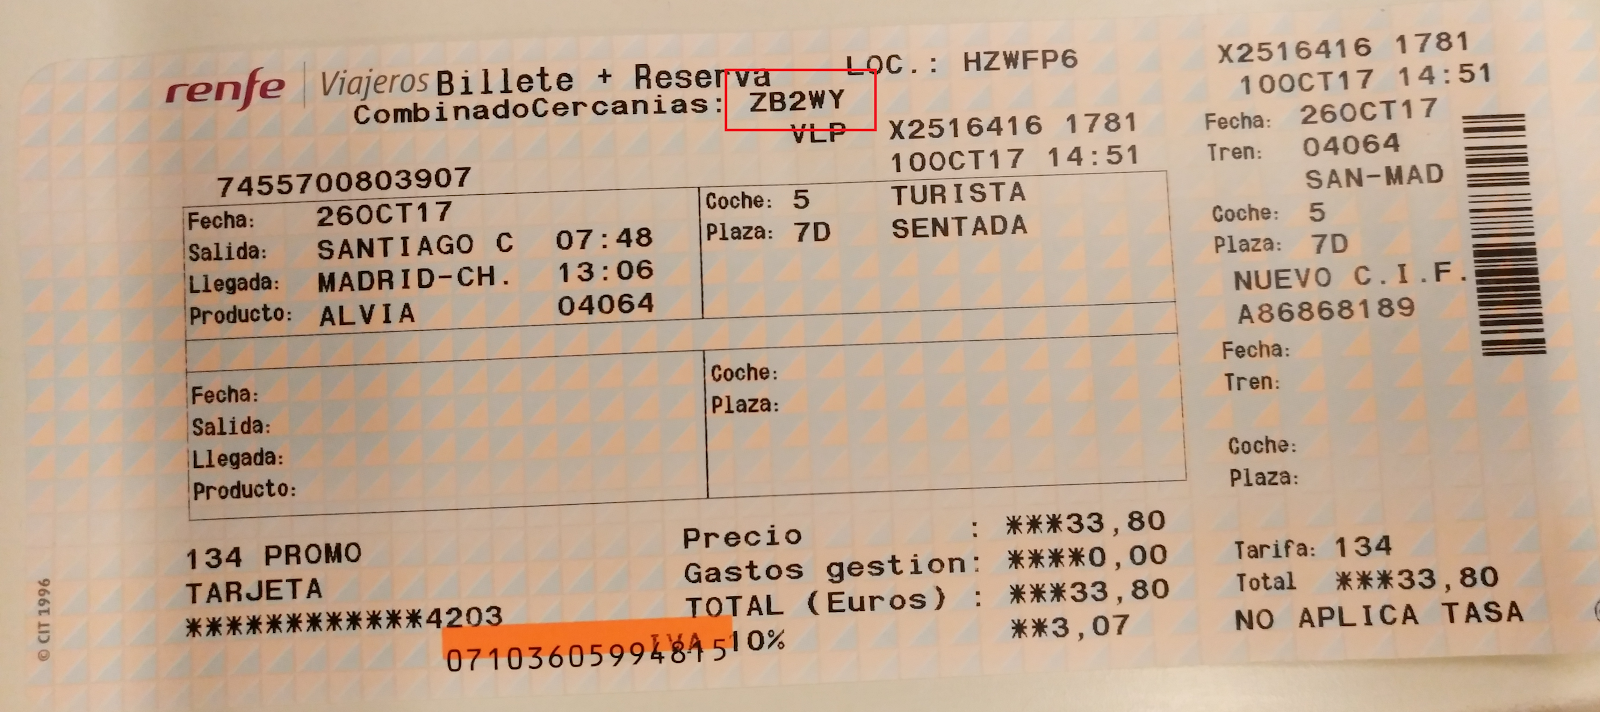 renfe Viajeros Billete + Reserva LOC.: HZWFP6
CombinadoCercanias: ZB2WY
VLP X2516416 1781
10OCT17 14:51
7455700803907
Fecha: 26OCT17
Salida: SANTIAGO C 07:48
Llegada: MADRID-CH. 13:06
Producto: ALVIA 04064
Coche: 5 TURISTA
Plaza: 7D SENTADA
Fecha:
Salida:
Llegada:
Producto:
Coche:
Plaza:
134 PROMO
TARJETA
************4203
Precio : ***33,80
Gastos gestion: ****0,00
TOTAL (Euros) : ***33,80
IVA 10% **3,07
071036059948415
© CIT 1996
X2516416 1781
10OCT17 14:51
Fecha: 26OCT17
Tren: 04064
SAN-MAD
Coche: 5
Plaza: 7D
NUEVO C.I.F.
A86868189
Fecha:
Tren:
Coche:
Plaza:
Tarifa: 134
Total ***33,80
NO APLICA TASA